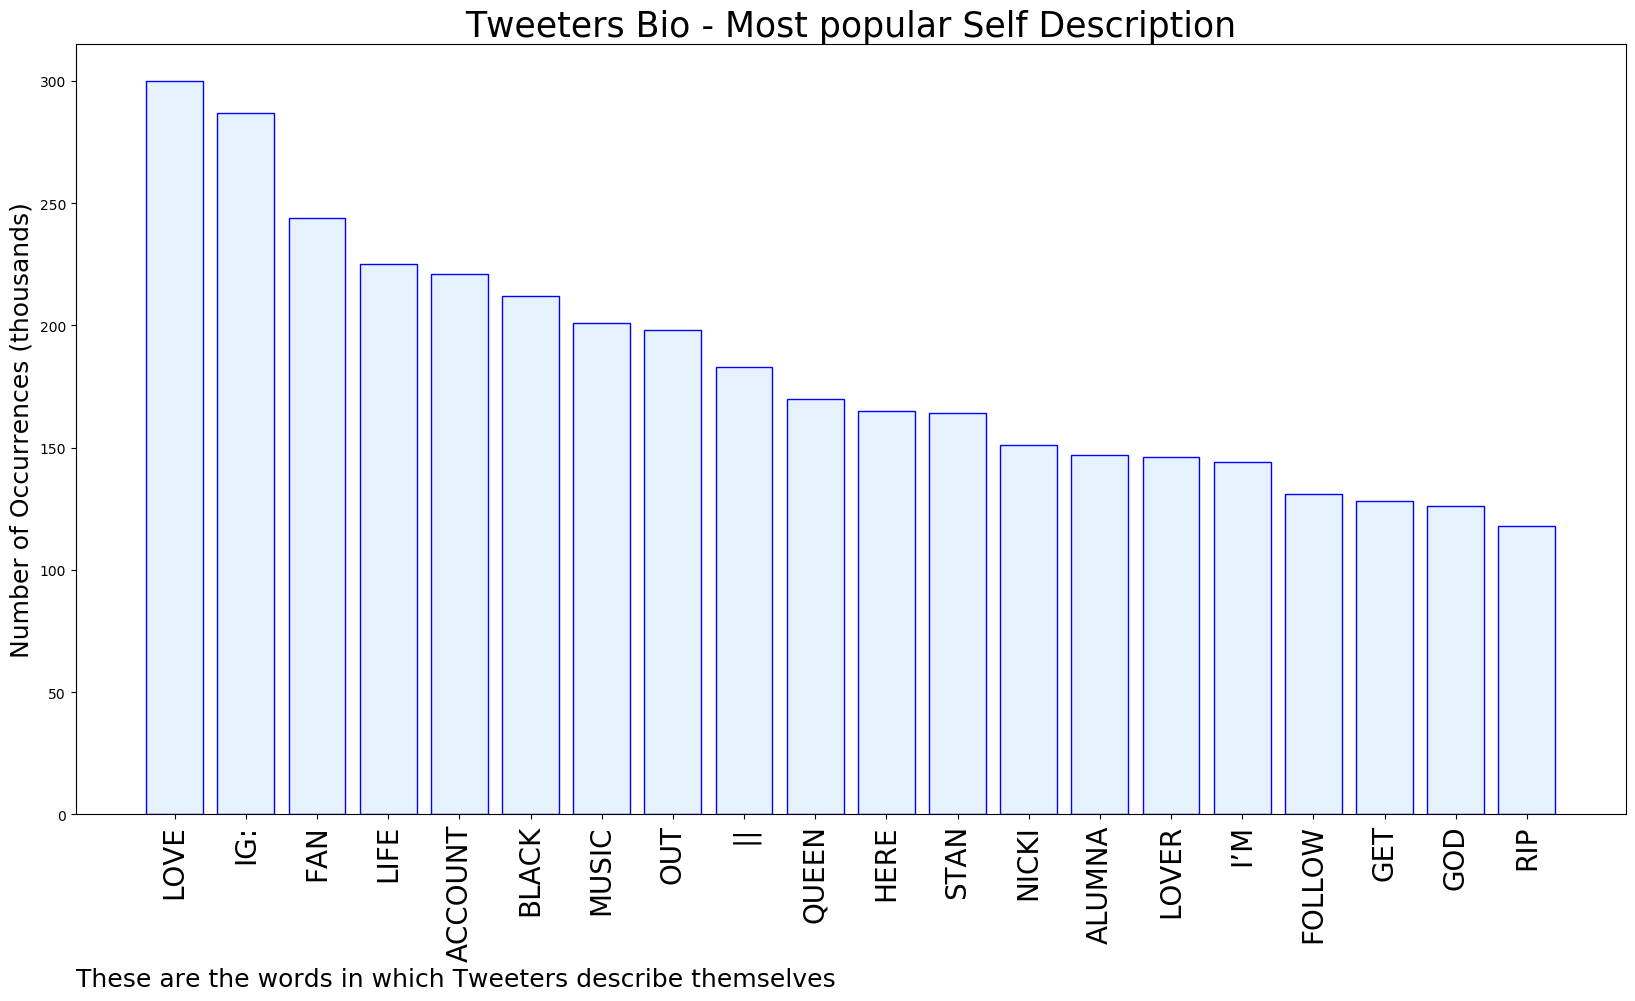 Tweeters Bio - Most popular Self Description
Number of Occurrences (thousands)
300
250
200
150
100
50
0
LOVE
IG:
FAN
LIFE
ACCOUNT
BLACK
MUSIC
OUT
||
QUEEN
HERE
STAN
NICKI
ALUMNA
LOVER
I’M
FOLLOW
GET
GOD
RIP
These are the words in which Tweeters describe themselves